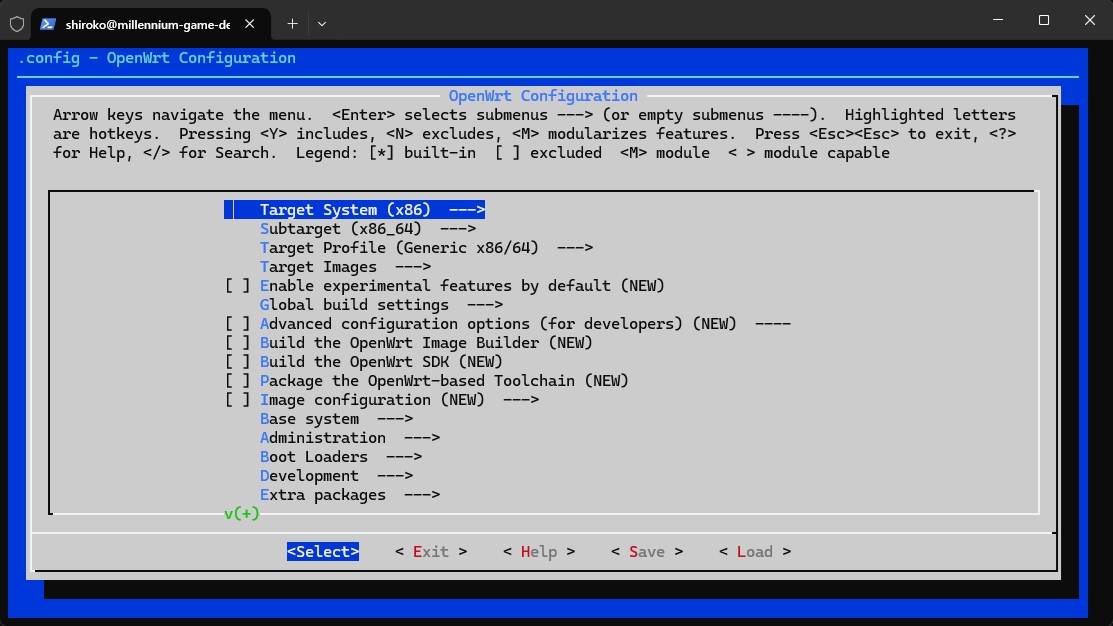 shiroko@millennium-game-de
.config - OpenWrt Configuration
OpenWrt Configuration
Arrow keys navigate the menu.  <Enter> selects submenus ---> (or empty submenus ----).  Highlighted letters
are hotkeys.  Pressing <Y> includes, <N> excludes, <M> modularizes features.  Press <Esc><Esc> to exit, <?>
for Help, </> for Search.  Legend: [*] built-in  [ ] excluded  <M> module  < > module capable
Target System (x86)  --->
Subtarget (x86_64)  --->
Target Profile (Generic x86/64)  --->
Target Images  --->
[ ] Enable experimental features by default (NEW)
Global build settings  --->
[ ] Advanced configuration options (for developers) (NEW)  ----
[ ] Build the OpenWrt Image Builder (NEW)
[ ] Build the OpenWrt SDK (NEW)
[ ] Package the OpenWrt-based Toolchain (NEW)
[ ] Image configuration (NEW)  --->
Base system  --->
Administration  --->
Boot Loaders  --->
Development  --->
Extra packages  --->
v(+)
<Select>    < Exit >    < Help >    < Save >    < Load >